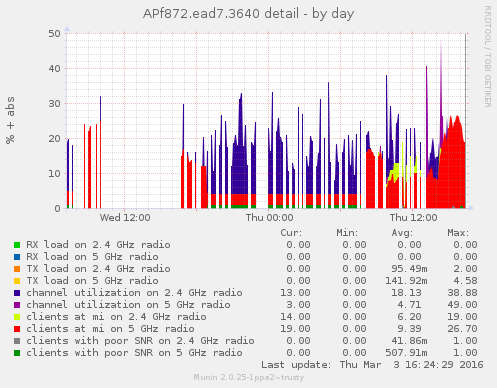 APf872.ead7.3640 detail - by day
RRDTOOL / TOBI OETIKER
% + abs
50
40
30
20
10
0
Wed 12:00 Thu 00:00 Thu 12:00
Cur: Min: Avg: Max:
RX load on 2.4 GHz radio 0.00 0.00 0.00 0.00
RX load on 5 GHz radio 0.00 0.00 0.00 0.00
TX load on 2.4 GHz radio 0.00 0.00 95.49m 2.00
TX load on 5 GHz radio 0.00 0.00 141.92m 4.58
channel utilization on 2.4 GHz radio 13.00 0.00 18.13 38.88
channel utilization on 5 GHz radio 3.00 0.00 4.71 49.00
clients at mi on 2.4 GHz radio 14.00 0.00 6.20 19.00
clients at mi on 5 GHz radio 19.00 0.00 9.39 26.70
clients with poor SNR on 2.4 GHz radio 0.00 0.00 41.86m 1.00
clients with poor SNR on 5 GHz radio 0.00 0.00 507.91m 1.00
Last update: Thu Mar 3 16:24:29 2016
Munin 2.0.25-1ppa2~trusty